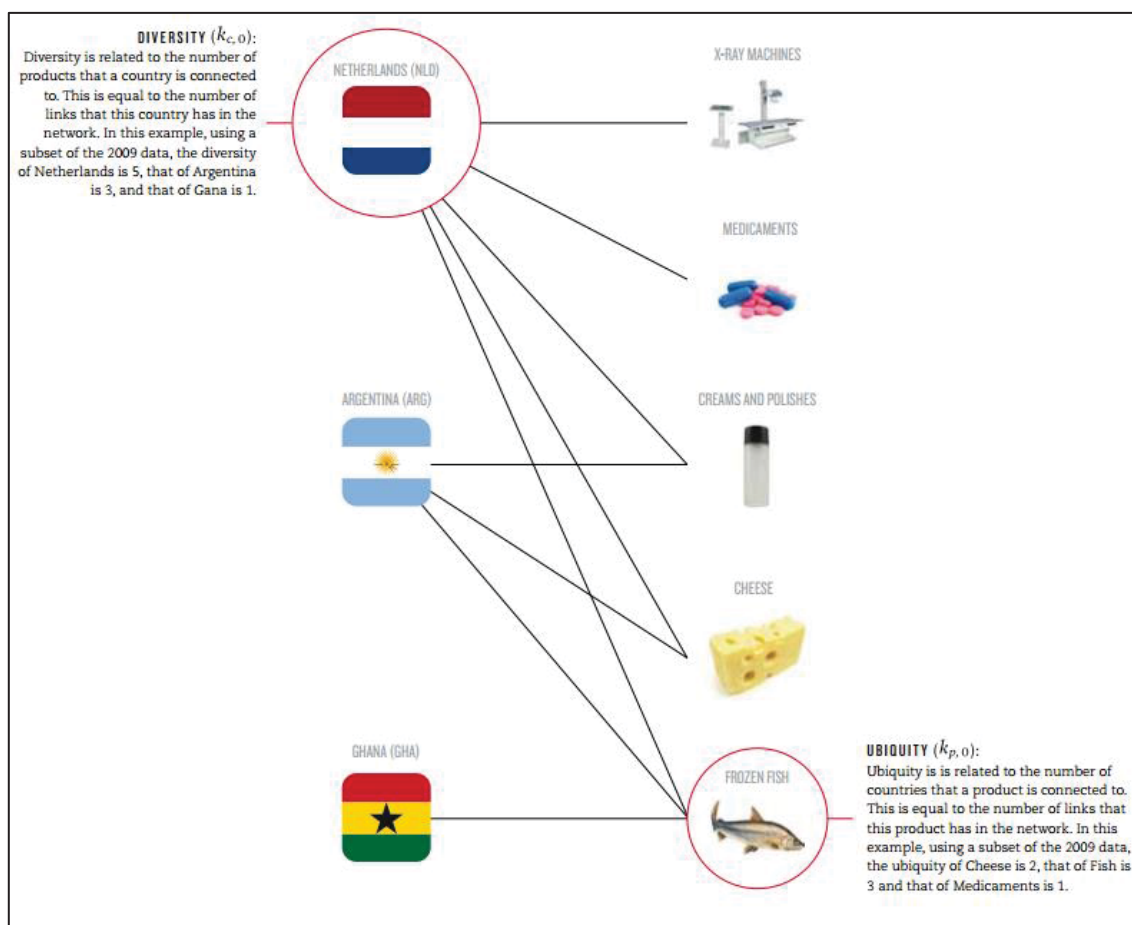 DIVERSITY (k_{c,0}):
Diversity is related to the number of
products that a country is connected
to. This is equal to the number of
links that this country has in the
network. In this example, using a
subset of the 2009 data, the diversity
of Netherlands is 5, that of Argentina
is 3, and that of Gana is 1.
NETHERLANDS (NLD)
X-RAY MACHINES
MEDICAMENTS
ARGENTINA (ARG)
CREAMS AND POLISHES
CHEESE
GHANA (GHA)
FROZEN FISH
UBIQUITY (k_{p,0}):
Ubiquity is is related to the number of
countries that a product is connected to.
This is equal to the number of links that
this product has in the network. In this
example, using a subset of the 2009 data,
the ubiquity of Cheese is 2, that of Fish is
3 and that of Medicaments is 1.